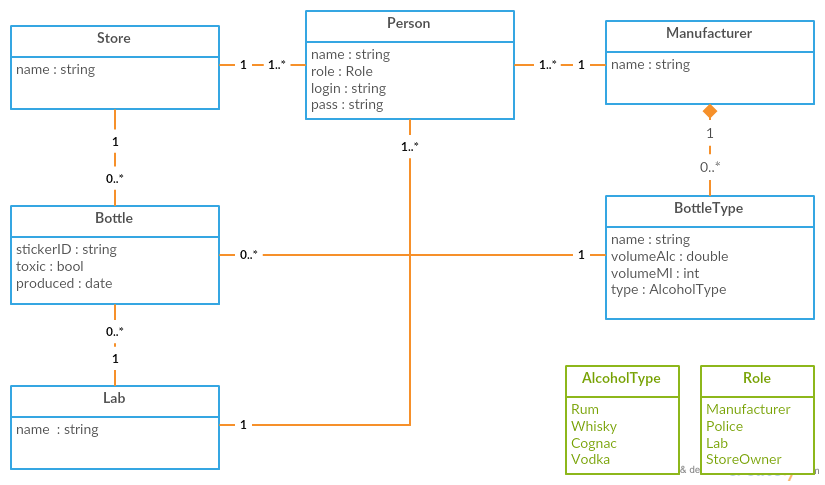 Store
name : string
Person
name : string
role : Role
login : string
pass : string
Manufacturer
name : string
1 1..*
1..* 1
1
0..*
1..*
1
0..*
Bottle
stickerID : string
toxic : bool
produced : date
0..* 1
BottleType
name : string
volumeAlc : double
volumeMl : int
type : AlcoholType
0..*
1
Lab
name : string
1
AlcoholType
Rum
Whisky
Cognac
Vodka
Role
Manufacturer
Police
Lab
StoreOwner
& de